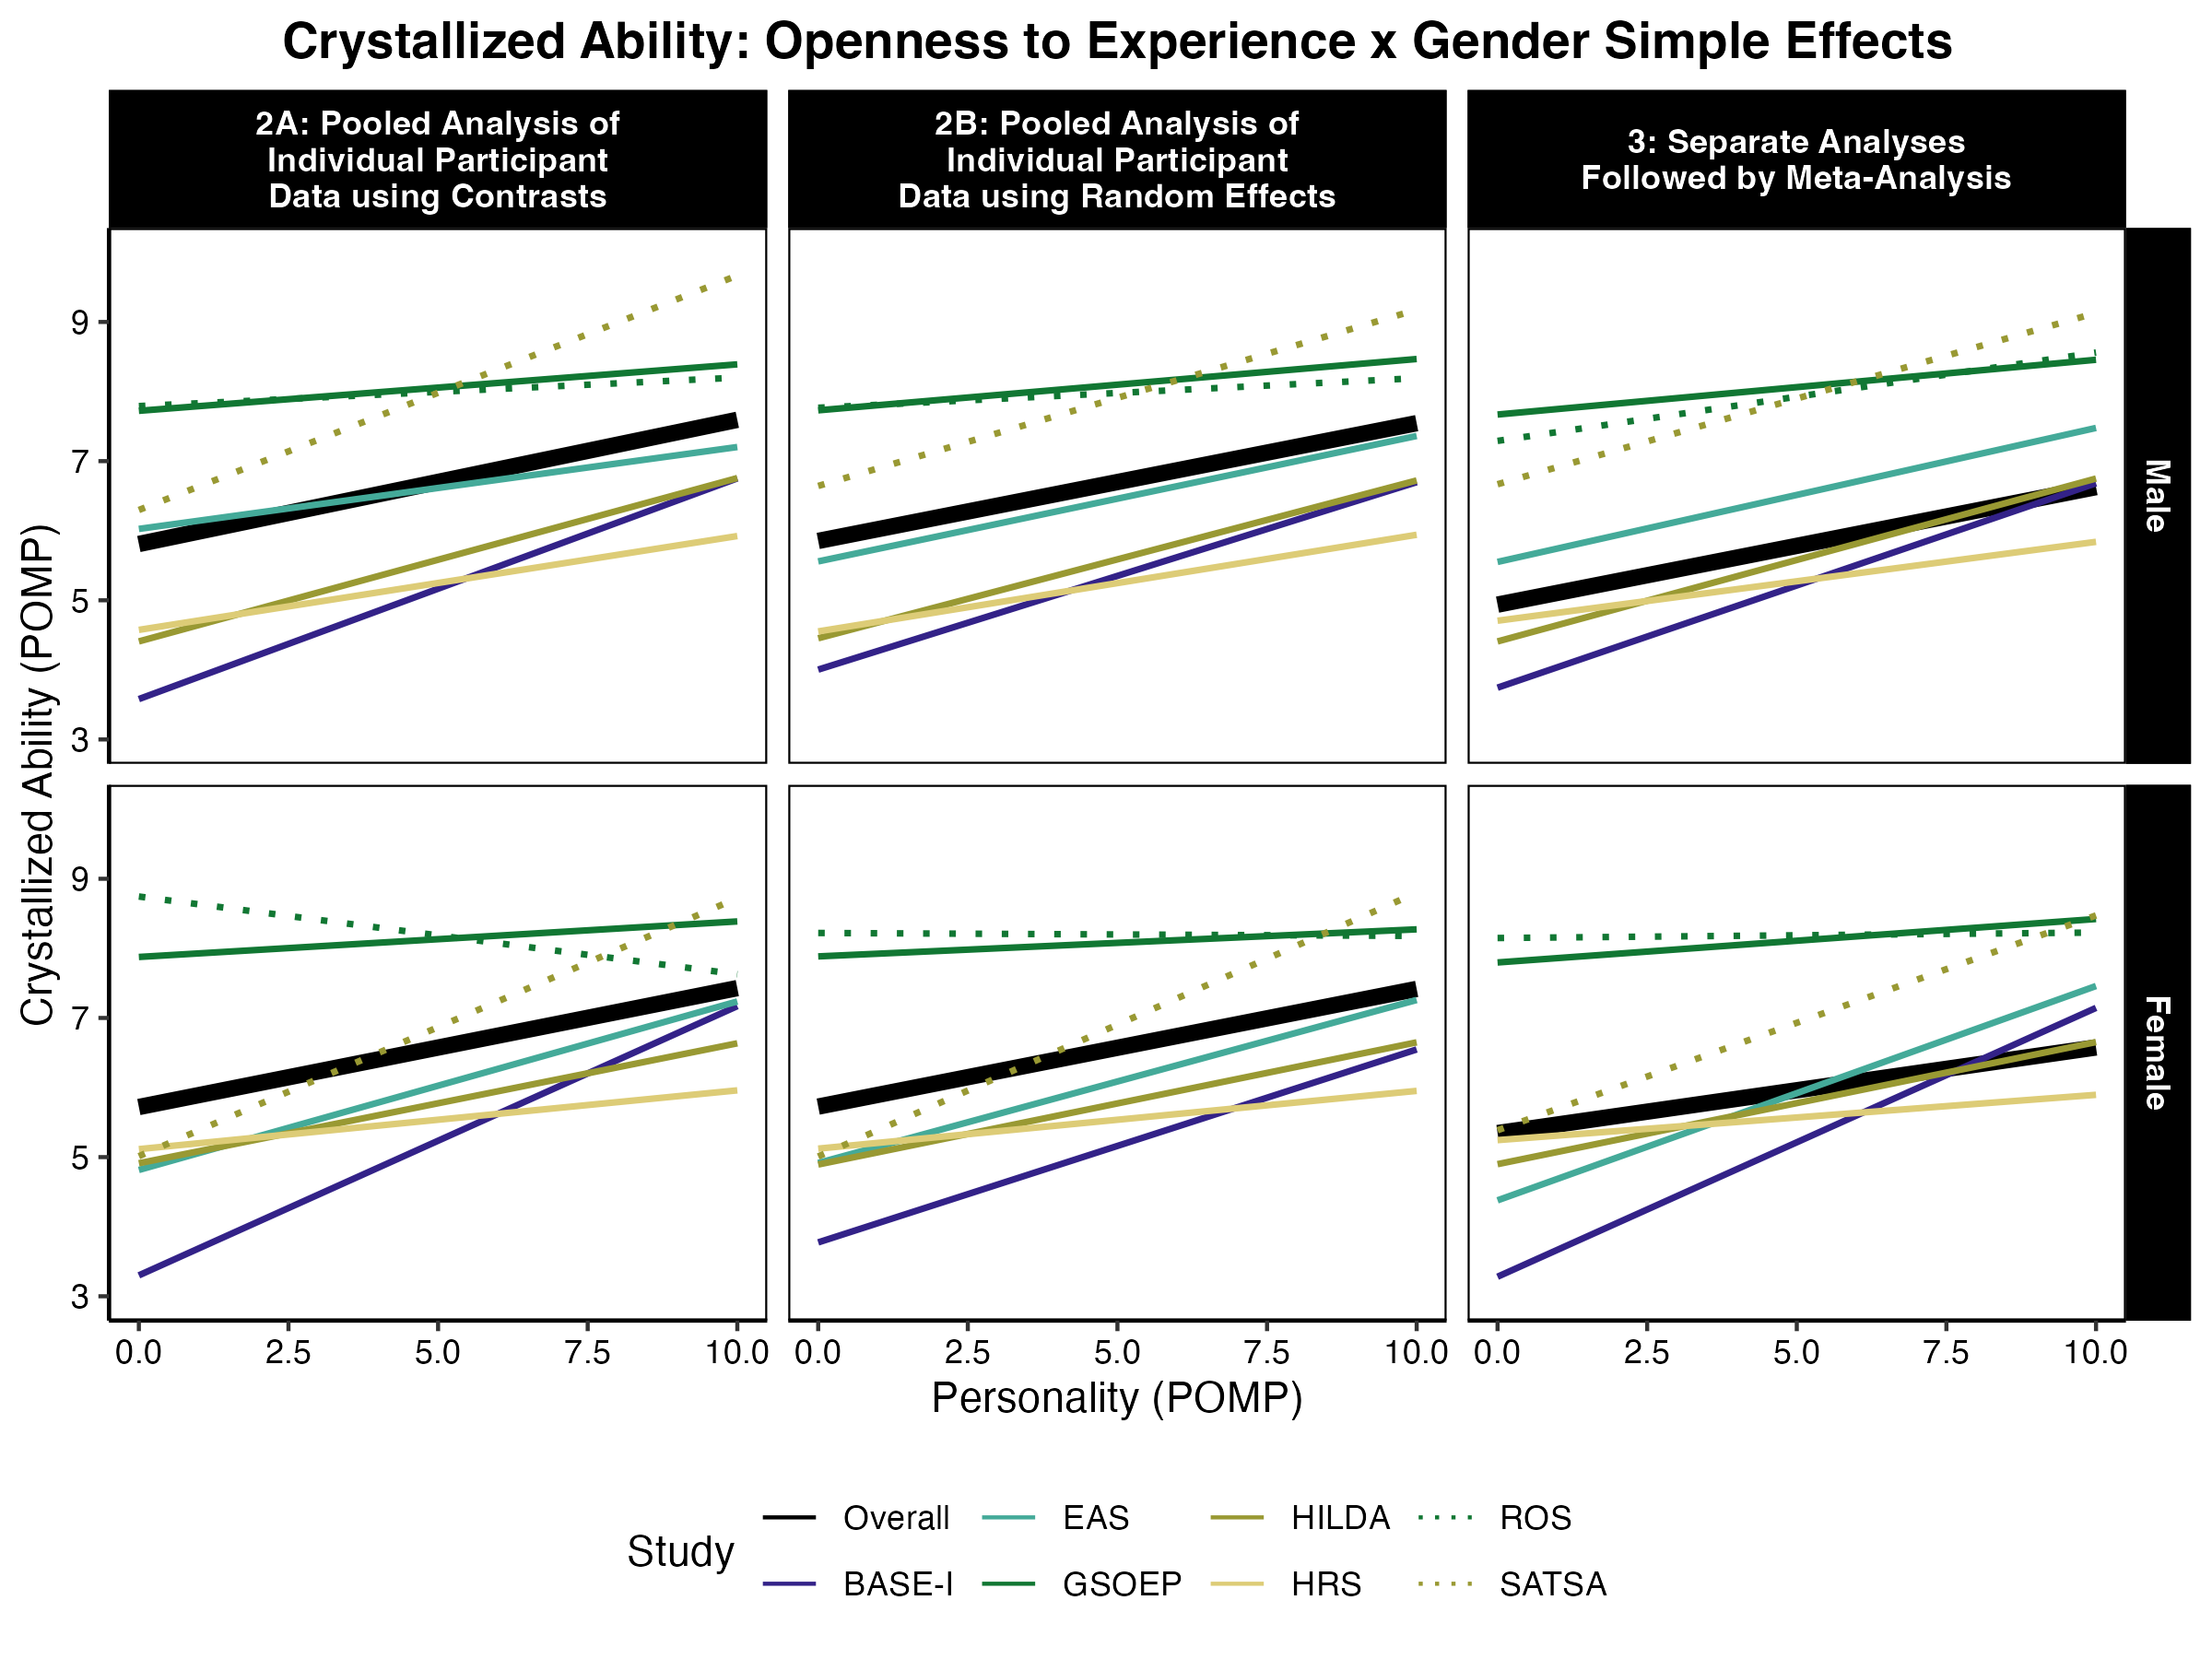 Crystallized Ability: Openness to Experience x Gender Simple Effects
2A: Pooled Analysis of
Individual Participant
Data using Contrasts
2B: Pooled Analysis of
Individual Participant
Data using Random Effects
3: Separate Analyses
Followed by Meta-Analysis
Crystallized Ability (POMP)
9
7
5
3
Male
9
7
5
3
Female
0.0 2.5 5.0 7.5 10.0
0.0 2.5 5.0 7.5 10.0
0.0 2.5 5.0 7.5 10.0
Personality (POMP)
Study
Overall EAS HILDA ROS
BASE-I GSOEP HRS SATSA